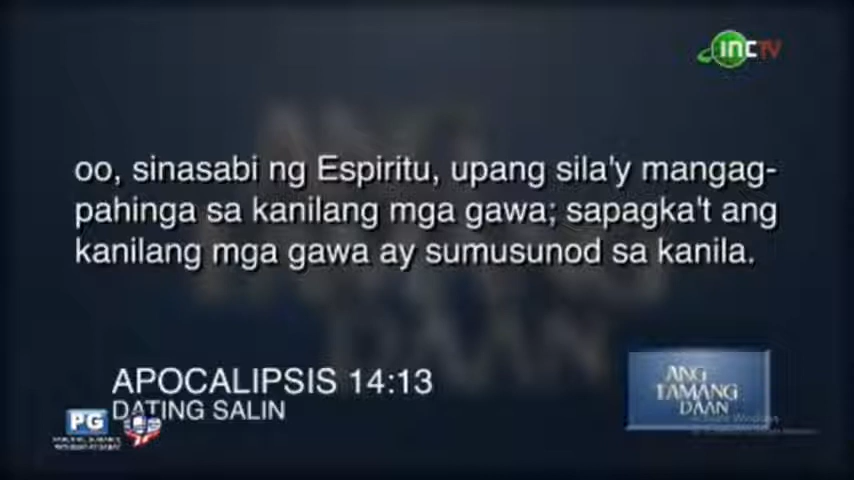 iNCTV
oo, sinasabi ng Espiritu, upang sila'y mangag-
pahinga sa kanilang mga gawa; sapagka't ang
kanilang mga gawa ay sumusunod sa kanila.
APOCALIPSIS 14:13
DATING SALIN
PG
ANG
TAMANG
DAAN